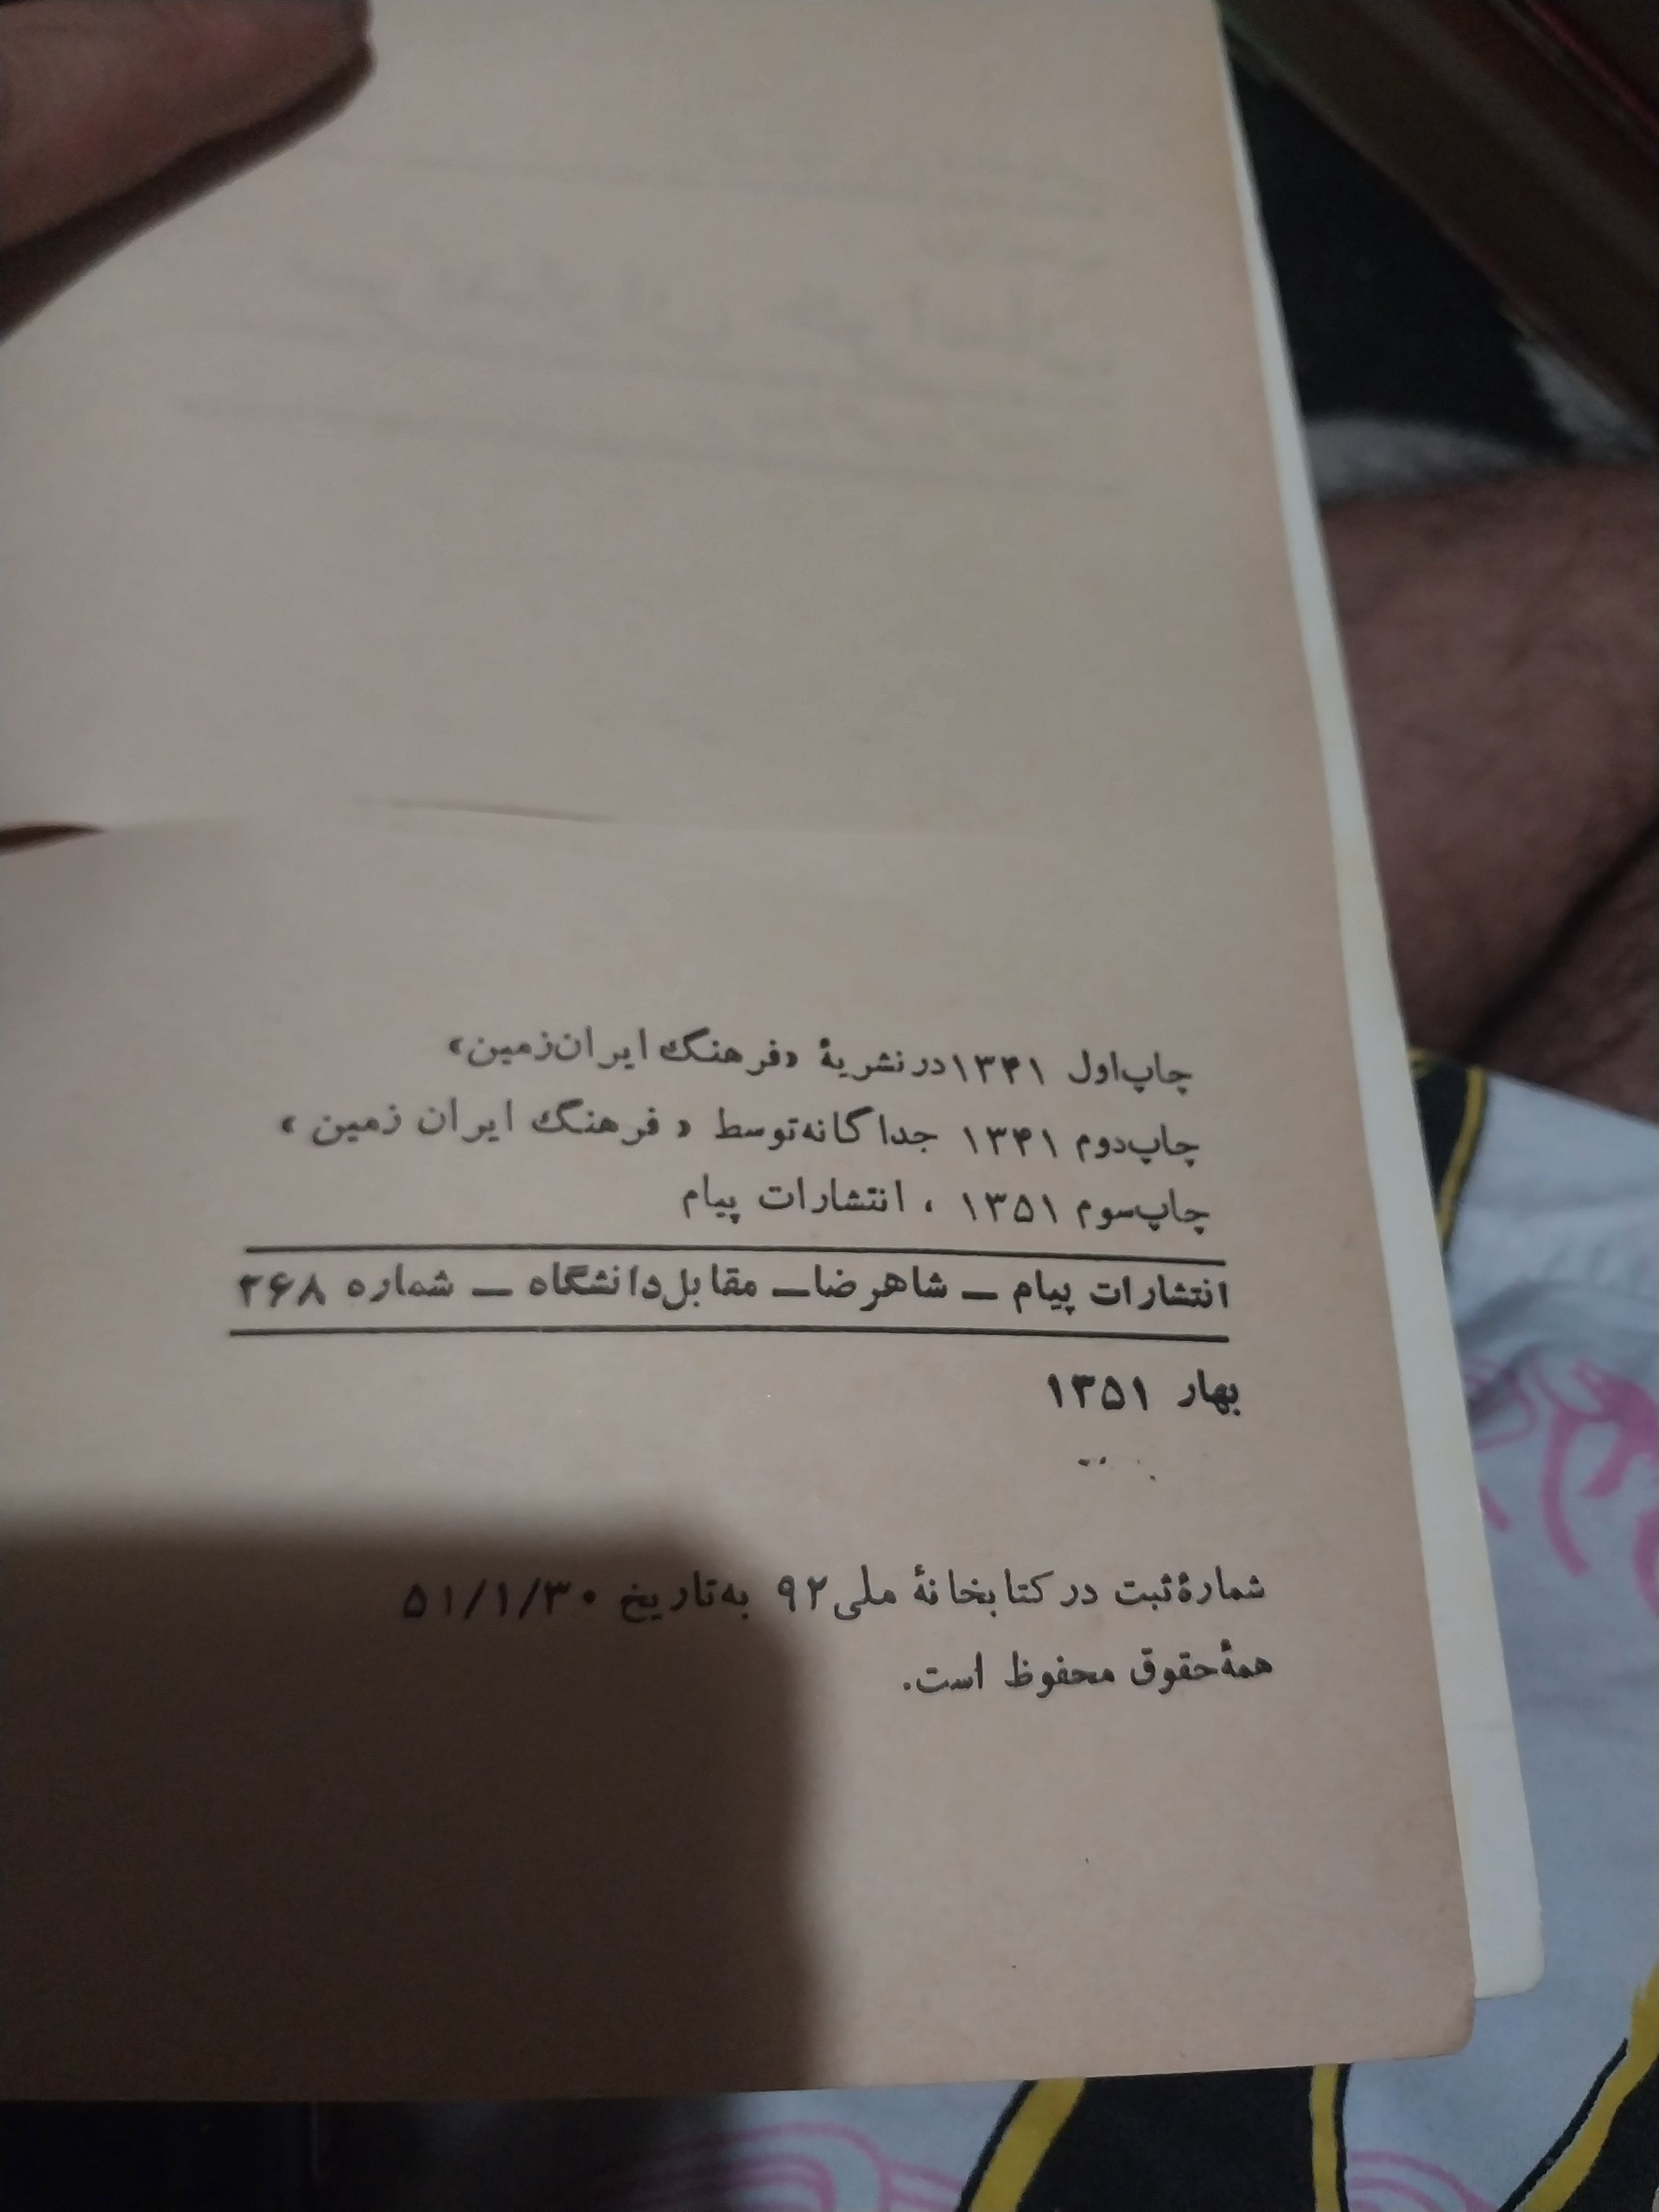 چاپ‌اول ۱۳۴۱ در نشریهٔ «فرهنگ ایران‌زمین»
چاپ‌دوم ۱۳۴۱ جداگانه توسط «فرهنگ ایران زمین»
چاپ‌سوم ۱۳۵۱ ، انتشارات پیام
انتشارات پیام ــ شاهرضا ــ مقابل دانشگاه ــ شماره ۲۶۸
بهار ۱۳۵۱
شمارهٔ ثبت در کتابخانهٔ ملی ۹۲ به تاریخ ۵۱/۱/۳۰
همهٔ حقوق محفوظ است.